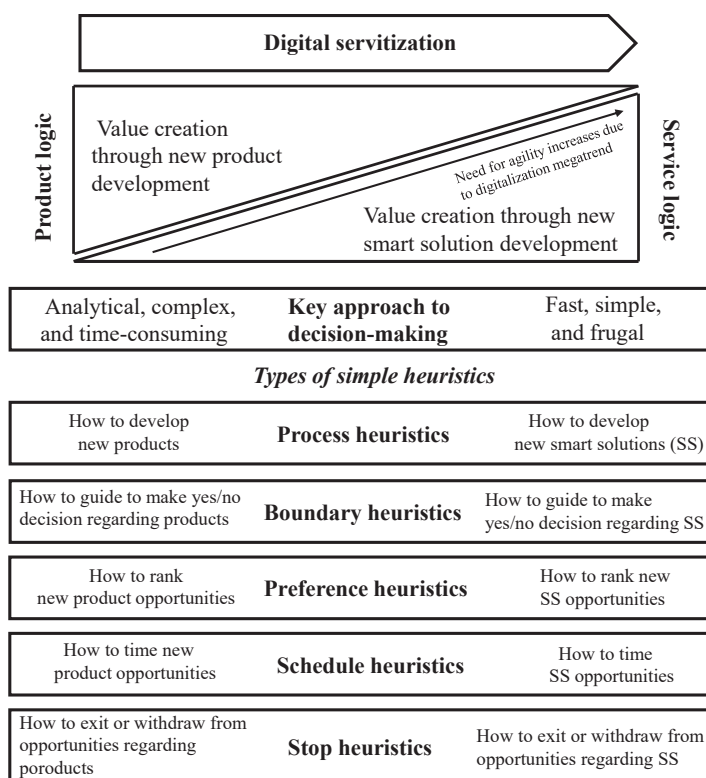 Digital servitization
Product logic
Value creation
through new product
development
Need for agility increases due
to digitalization megatrend
Value creation through new
smart solution development
Service logic
Analytical, complex,
and time-consuming
Key approach to
decision-making
Fast, simple,
and frugal
Types of simple heuristics
How to develop
new products
Process heuristics
How to develop
new smart solutions (SS)
How to guide to make yes/no
decision regarding products
Boundary heuristics
How to guide to make
yes/no decision regarding SS
How to rank
new product opportunities
Preference heuristics
How to rank new
SS opportunities
How to time new
product opportunities
Schedule heuristics
How to time
SS opportunities
How to exit or withdraw from
opportunities regarding
poroducts
Stop heuristics
How to exit or withdraw from
opportunities regarding SS